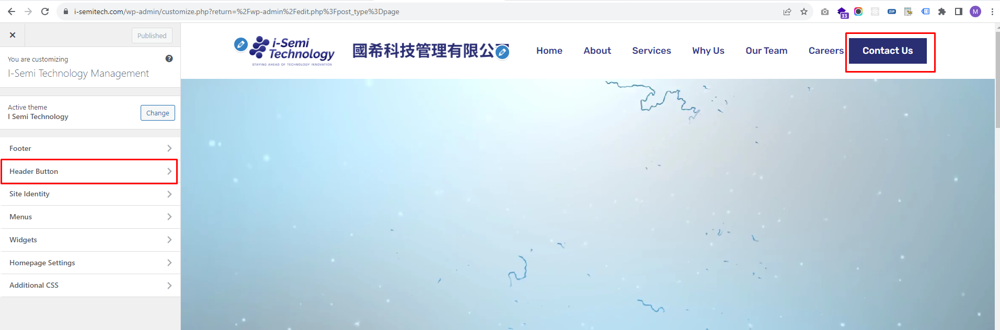 i-semitech.com/wp-admin/customize.php?return=%2Fwp-admin%2Fedit.php%3Fpost_type%3Dpage
33
ZIP
M
Published
You are customizing
?
I-Semi Technology Management
Active theme
I Semi Technology
Change
Footer
Header Button
Site Identity
Menus
Widgets
Homepage Settings
Additional CSS
i-Semi
Technology
STAYING AHEAD OF TECHNOLOGY INNOVATION
國希科技管理有限公
Home About Services Why Us Our Team Careers Contact Us